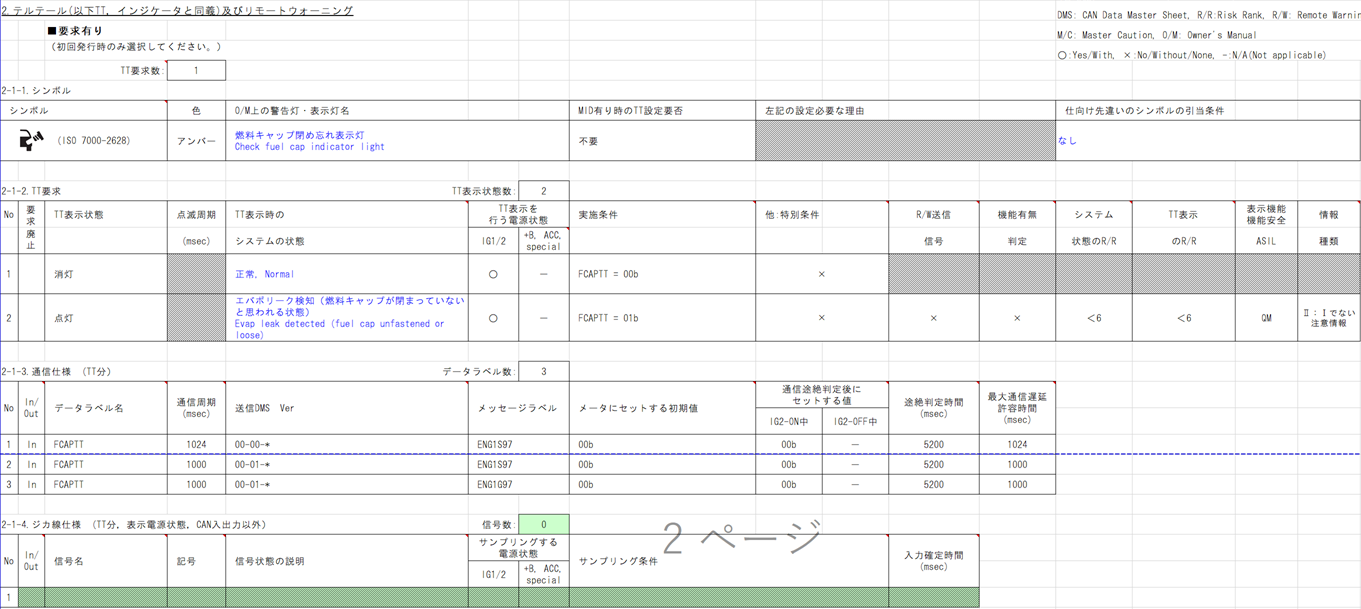 2. テルテール(以下TT, インジケータと同義)及びリモートウォーニング
DMS: CAN Data Master Sheet, R/R:Risk Rank, R/W: Remote Warnin
■要求有り
M/C: Master Caution, O/M: Owner's Manual
(初回発行時のみ選択してください。)
○:Yes/With, ×:No/Without/None, -:N/A(Not applicable)
TT要求数: 1
2-1-1. シンボル
シンボル 色 O/M上の警告灯・表示灯名 MID有り時のTT設定要否 左記の設定必要な理由 仕向け先違いのシンボルの引当条件
(ISO 7000-2628) アンバー 燃料キャップ閉め忘れ表示灯 不要 なし
Check fuel cap indicator light
2-1-2. TT要求 TT表示状態数: 2
No 要求廃止 TT表示状態 点滅周期 TT表示時の TT表示を 実施条件 他:特別条件 R/W送信 機能有無 システム TT表示 表示機能 情報
行う電源状態 機能安全
(msec) システムの状態 IG1/2 +B, ACC, special 信号 判定 状態のR/R のR/R ASIL 種類
1 消灯 正常, Normal ○ － FCAPTT = 00b ×
2 点灯 エバポリーク検知 (燃料キャップが閉まっていない ○ － FCAPTT = 01b × × × <6 <6 QM Ⅱ:Ⅰでない
と思われる状態) 注意情報
Evap leak detected (fuel cap unfastened or
loose)
2-1-3. 通信仕様 (TT分) データラベル数: 3
No In/Out データラベル名 通信周期 送信DMS Ver メッセージラベル メータにセットする初期値 通信途絶判定後に 途絶判定時間 最大通信遅延
(msec) セットする値 (msec) 許容時間
IG2-ON中 IG2-OFF中 (msec)
1 In FCAPTT 1024 00-00-* ENG1S97 00b 00b － 5200 1024
2 In FCAPTT 1000 00-01-* ENG1S97 00b 00b － 5200 1000
3 In FCAPTT 1000 00-01-* ENG1G97 00b 00b － 5200 1000
2-1-4. ジカ線仕様 (TT分, 表示電源状態, CAN入出力以外) 信号数: 0
2 ページ
No In/Out 信号名 記号 信号状態の説明 サンプリングする サンプリング条件 入力確定時間
電源状態 (msec)
IG1/2 +B, ACC, special
1